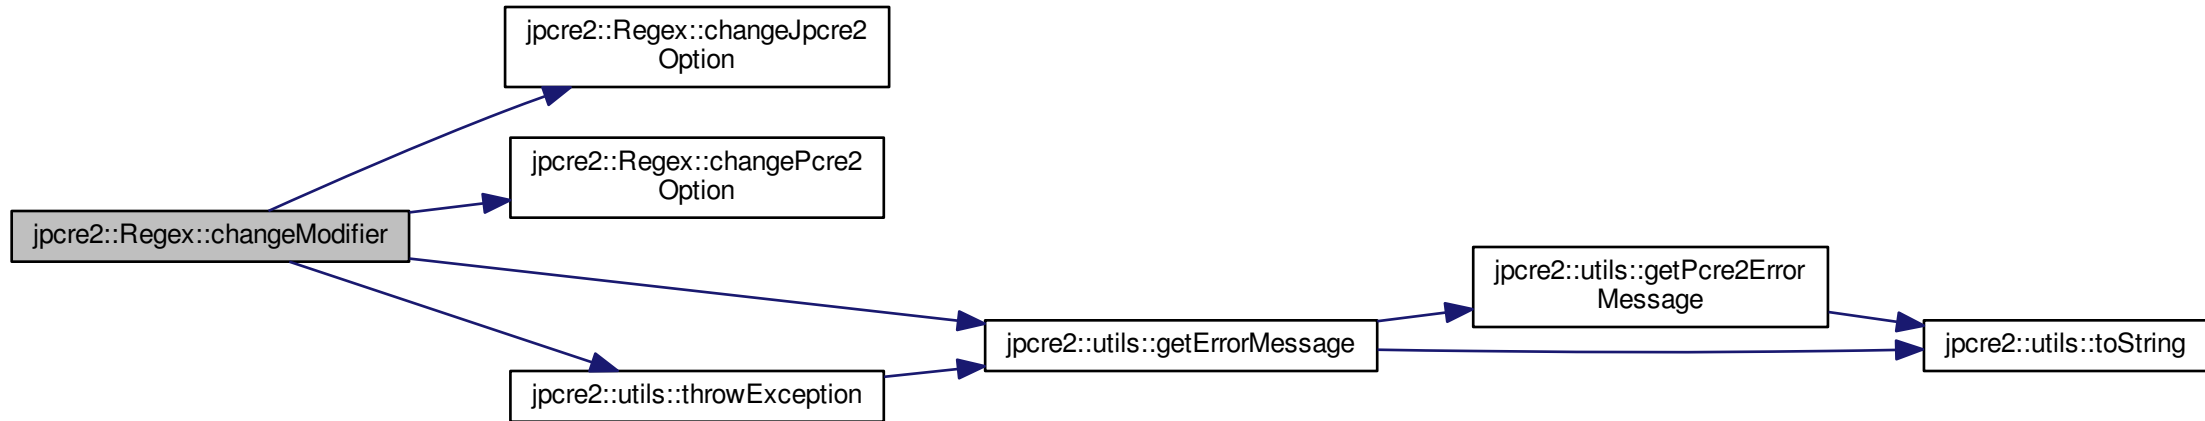 jpcre2::Regex::changeJpcre2
Option
jpcre2::Regex::changePcre2
Option
jpcre2::Regex::changeModifier
jpcre2::utils::getPcre2Error
Message
jpcre2::utils::getErrorMessage
jpcre2::utils::toString
jpcre2::utils::throwException